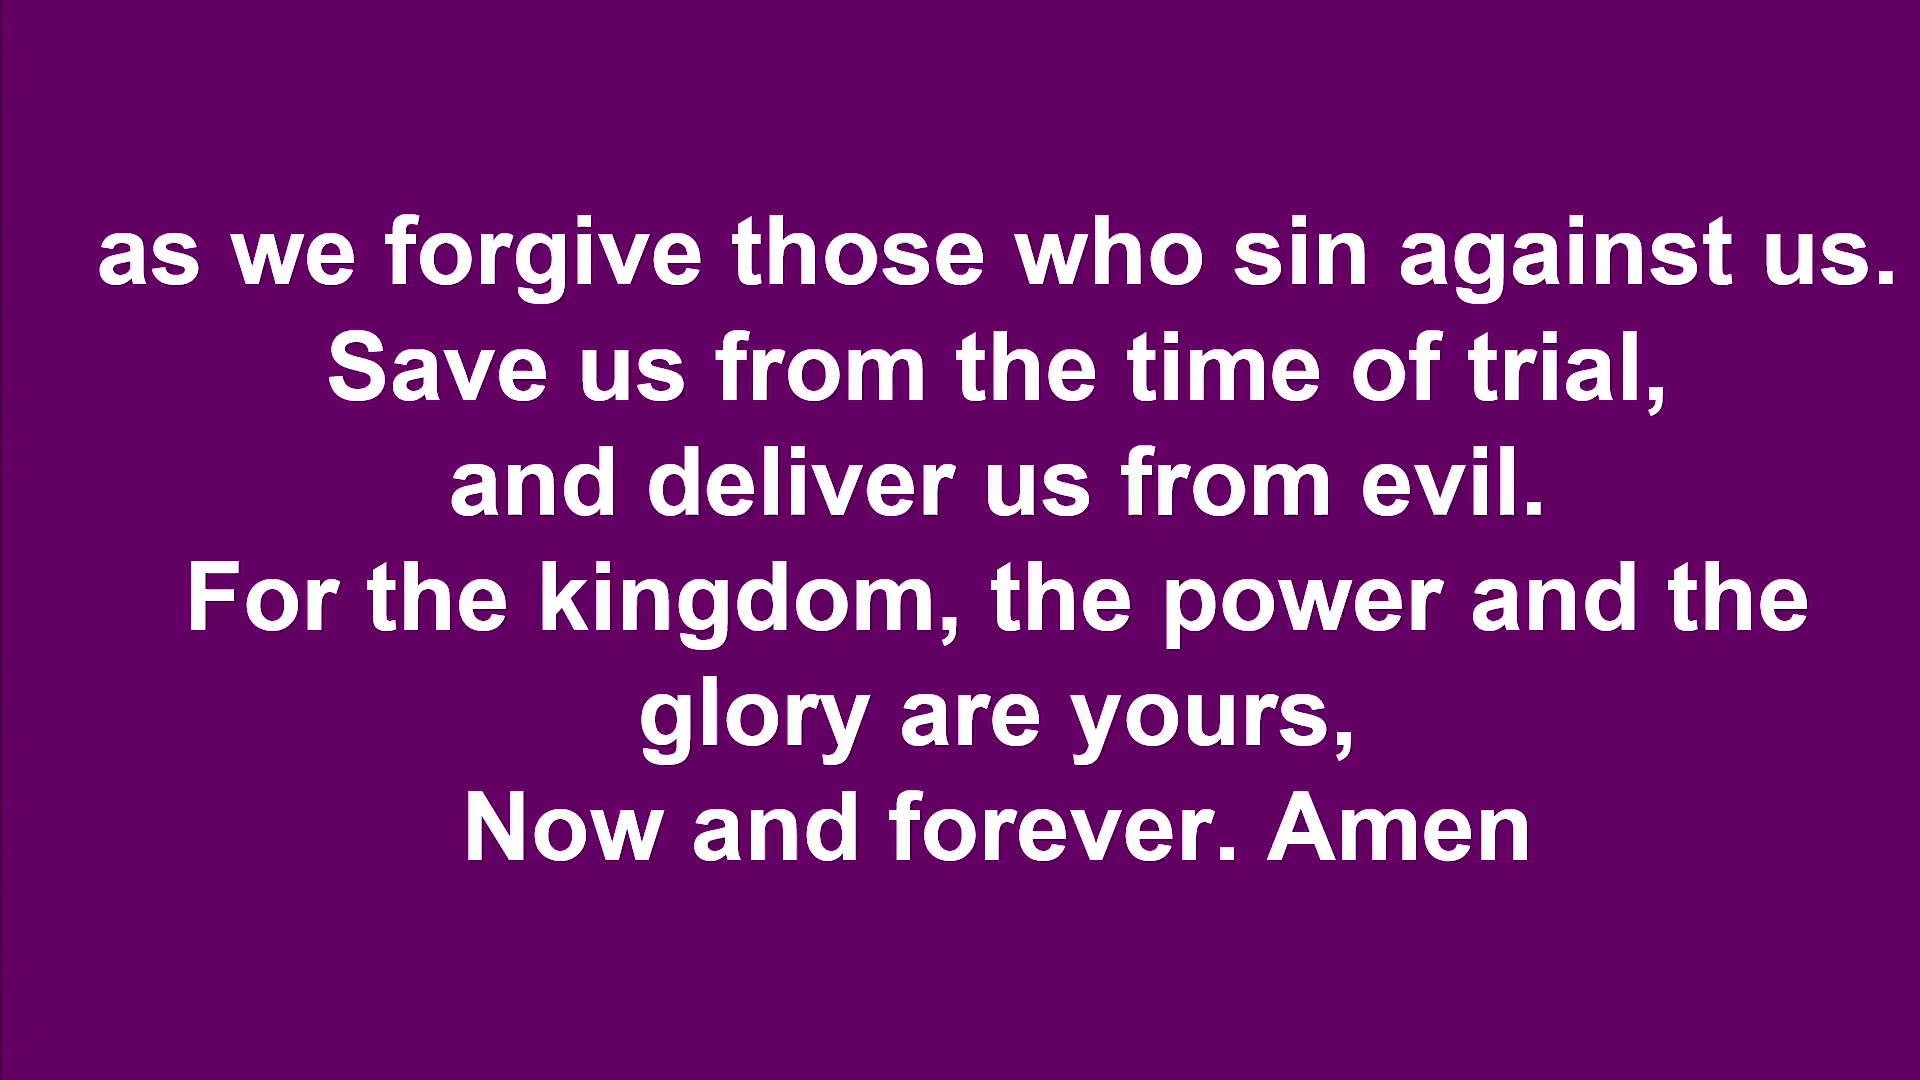 as we forgive those who sin against us.
Save us from the time of trial,
and deliver us from evil.
For the kingdom, the power and the
glory are yours,
Now and forever. Amen